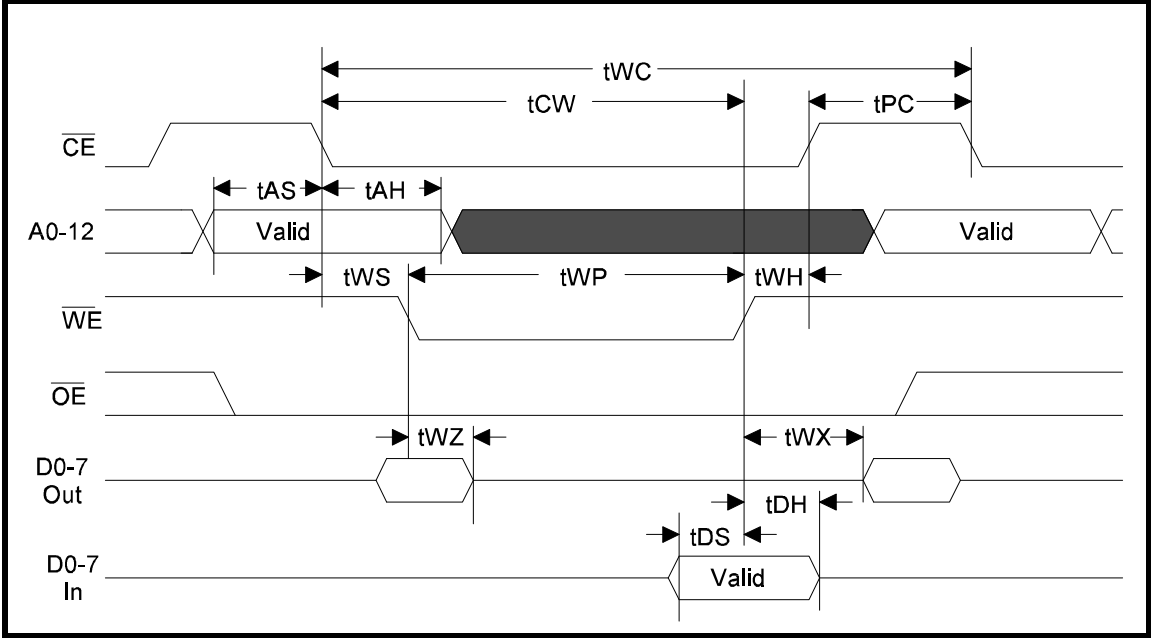 tWC
tCW
tPC
CE
tAS
tAH
A0-12
Valid
Valid
tWS
tWP
tWH
WE
OE
tWZ
tWX
D0-7
Out
tDH
tDS
D0-7
In
Valid